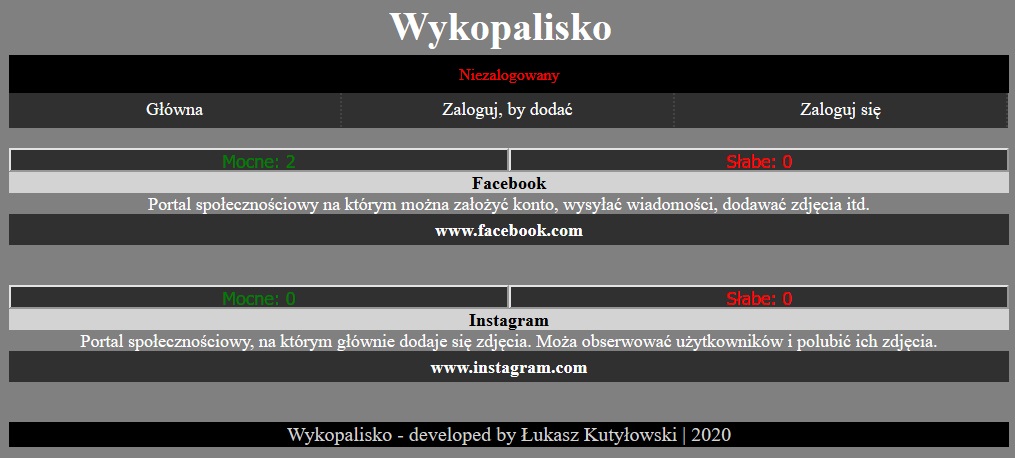 Wykopalisko
Niezalogowany
Główna Zaloguj, by dodać Zaloguj się
Mocne: 2 Słabe: 0
Facebook
Portal społecznościowy na którym można założyć konto, wysyłać wiadomości, dodawać zdjęcia itd.
www.facebook.com
Mocne: 0 Słabe: 0
Instagram
Portal społecznościowy, na którym głównie dodaje się zdjęcia. Moża obserwować użytkowników i polubić ich zdjęcia.
www.instagram.com
Wykopalisko - developed by Łukasz Kutyłowski | 2020